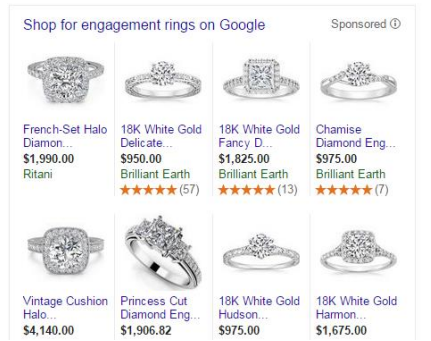 Shop for engagement rings on Google
Sponsored ⓘ
French-Set Halo
Diamon...
$1,990.00
Ritani
18K White Gold
Delicate...
$950.00
Brilliant Earth
★★★★★ (57)
18K White Gold
Fancy D...
$1,825.00
Brilliant Earth
★★★★★ (13)
Chamise
Diamond Eng...
$975.00
Brilliant Earth
★★★★★ (7)
Vintage Cushion
Halo...
$4,140.00
Princess Cut
Diamond Eng...
$1,906.82
18K White Gold
Hudson...
$975.00
18K White Gold
Harmon...
$1,675.00